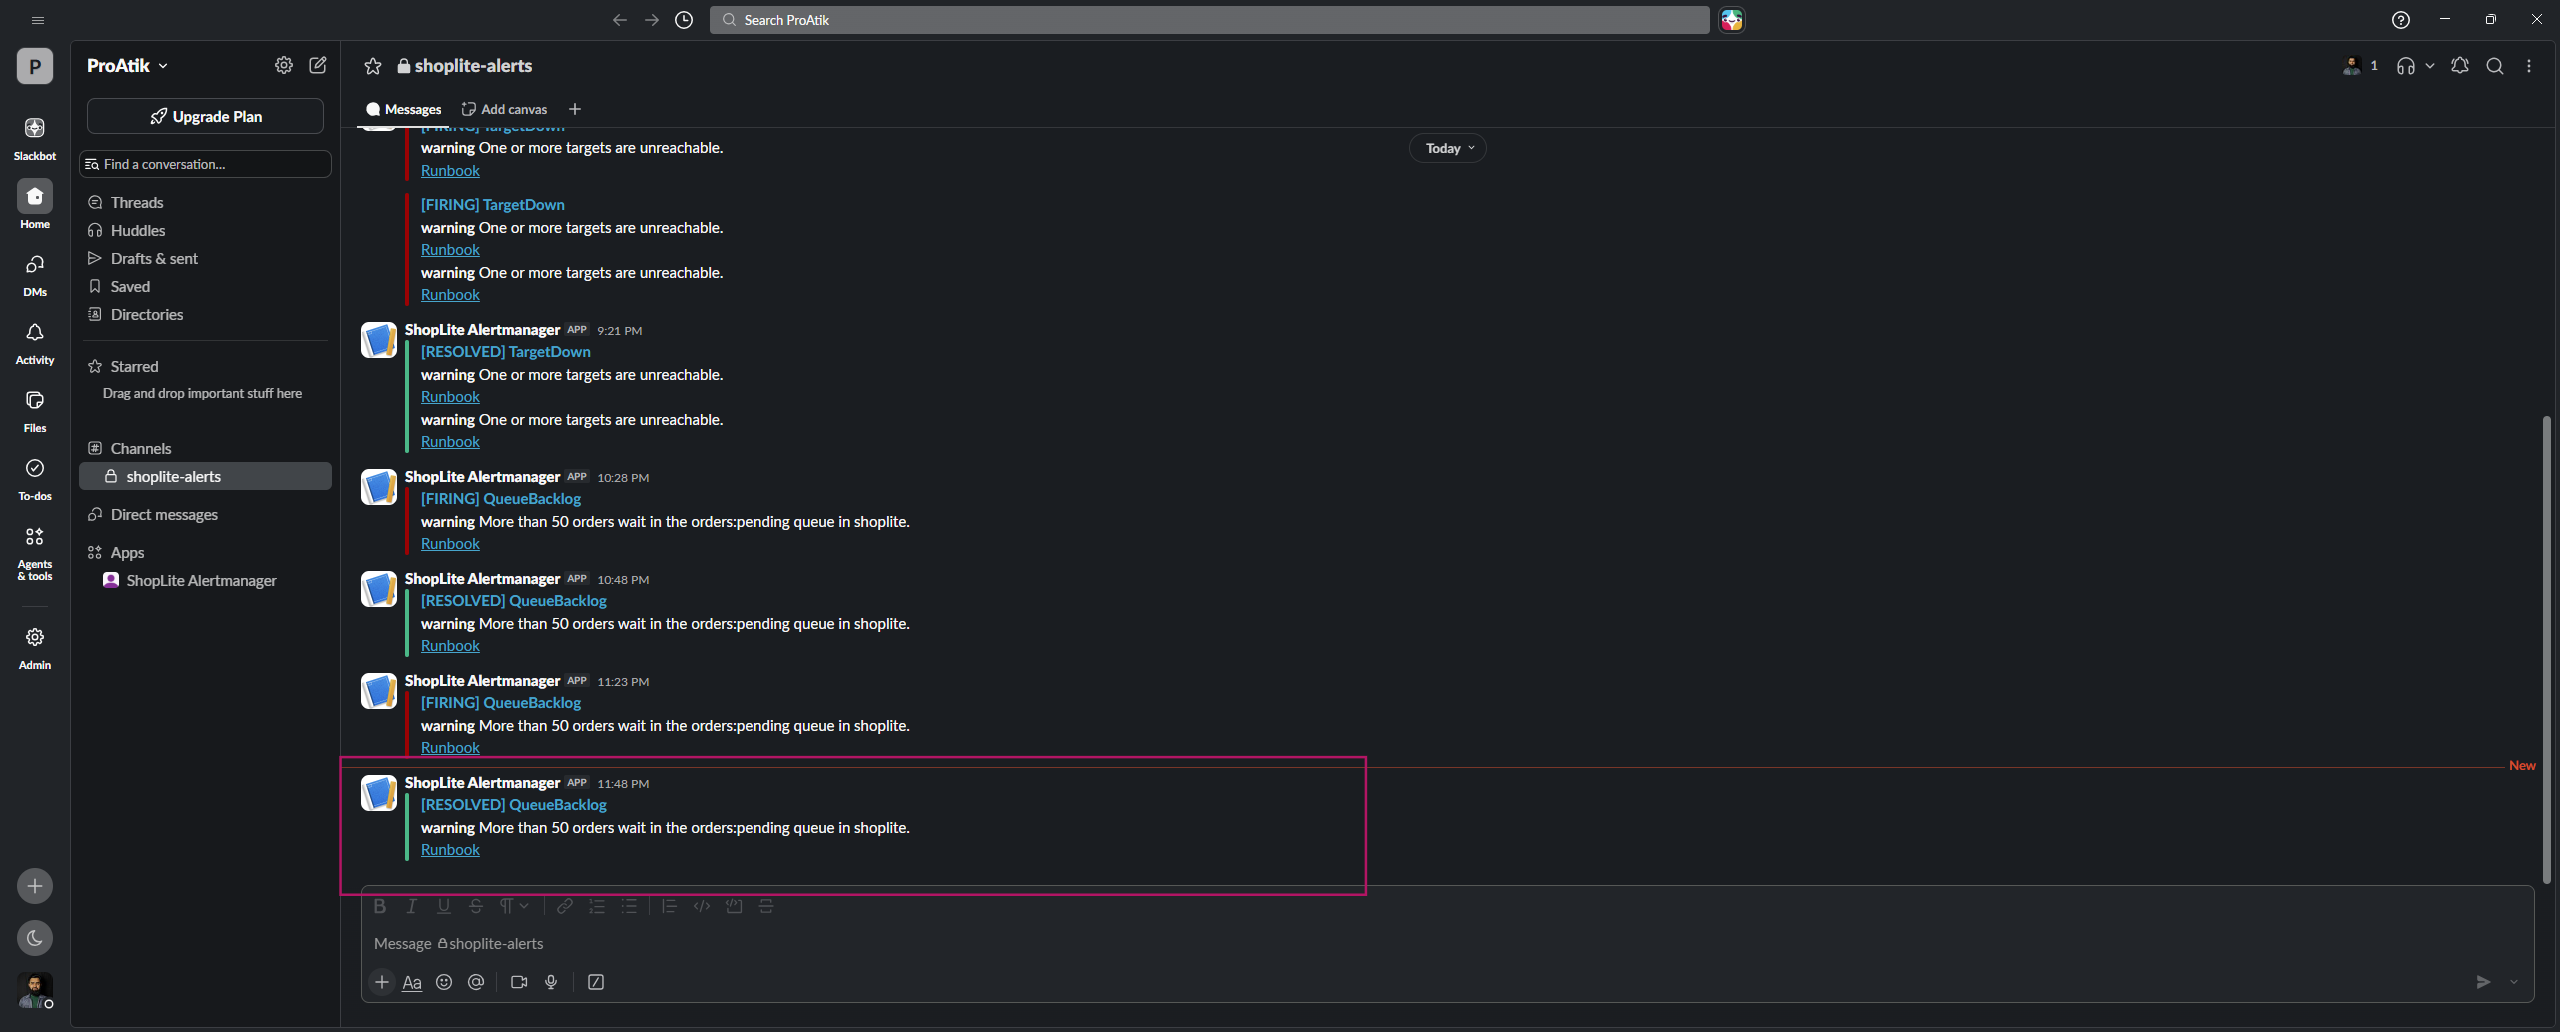 Search ProAtik
P
ProAtik
shoplite-alerts
1
Upgrade Plan
Messages
Add canvas
Slackbot
Find a conversation...
[FIRING] TargetDown
warning One or more targets are unreachable.
Today
Runbook
Home
Threads
Huddles
Drafts & sent
Saved
Directories
[FIRING] TargetDown
warning One or more targets are unreachable.
Runbook
warning One or more targets are unreachable.
Runbook
DMs
Activity
Starred
Drag and drop important stuff here
ShopLite Alertmanager APP 9:21 PM
[RESOLVED] TargetDown
warning One or more targets are unreachable.
Runbook
warning One or more targets are unreachable.
Runbook
Files
Channels
shoplite-alerts
To-dos
Direct messages
Apps
ShopLite Alertmanager
Agents
& tools
ShopLite Alertmanager APP 10:28 PM
[FIRING] QueueBacklog
warning More than 50 orders wait in the orders:pending queue in shoplite.
Runbook
ShopLite Alertmanager APP 10:48 PM
[RESOLVED] QueueBacklog
warning More than 50 orders wait in the orders:pending queue in shoplite.
Runbook
Admin
ShopLite Alertmanager APP 11:23 PM
[FIRING] QueueBacklog
warning More than 50 orders wait in the orders:pending queue in shoplite.
Runbook
New
ShopLite Alertmanager APP 11:48 PM
[RESOLVED] QueueBacklog
warning More than 50 orders wait in the orders:pending queue in shoplite.
Runbook
Message shoplite-alerts
Aa